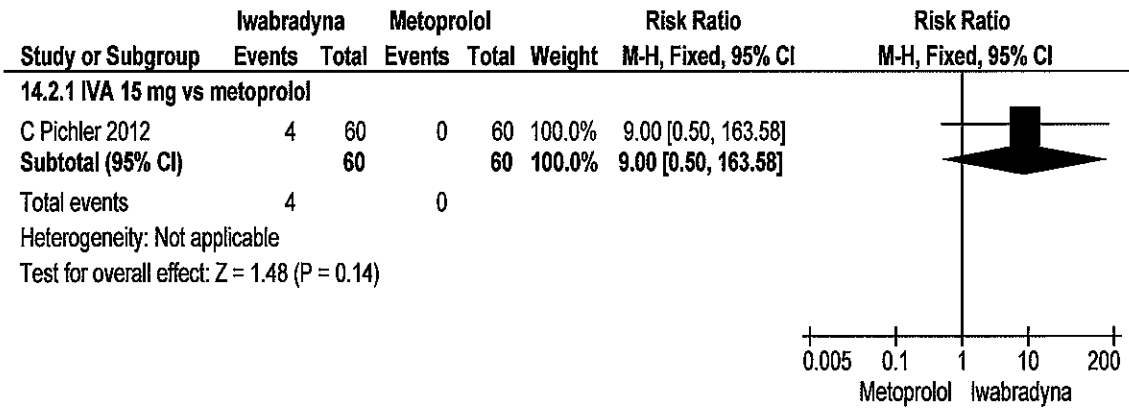 Iwabradyna Metoprolol Risk Ratio Risk Ratio
Study or Subgroup Events Total Events Total Weight M-H, Fixed, 95% CI M-H, Fixed, 95% CI
14.2.1 IVA 15 mg vs metoprolol
C Pichler 2012 4 60 0 60 100.0% 9.00 [0.50, 163.58]
Subtotal (95% CI) 60 60 100.0% 9.00 [0.50, 163.58]
Total events 4 0
Heterogeneity: Not applicable
Test for overall effect: Z = 1.48 (P = 0.14)
0.005 0.1 1 10 200
Metoprolol Iwabradyna